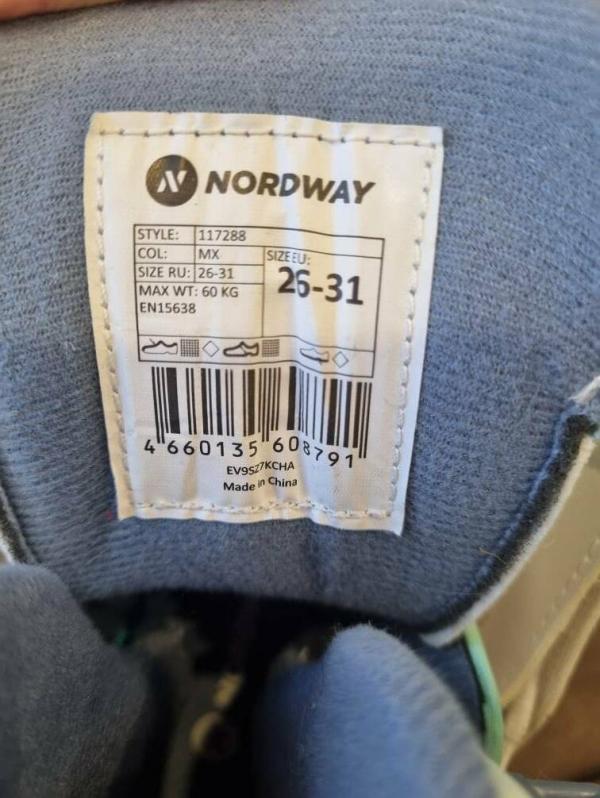 N NORDWAY
STYLE: 117288
COL: MX
SIZE RU: 26-31
MAX WT: 60 KG
EN15638
SIZE EU:
26-31
4 660135 608791
EV9SZ7KCHA
Made in China